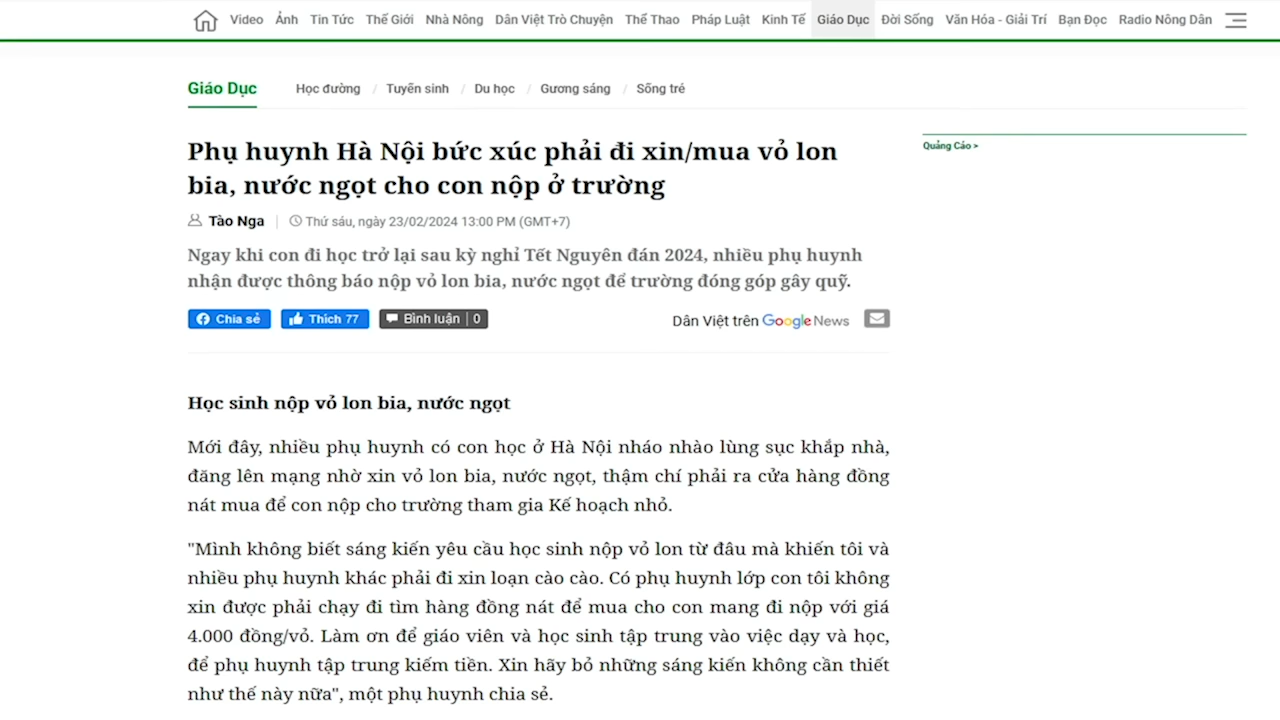 Video Ảnh Tin Tức Thế Giới Nhà Nông Dân Việt Trò Chuyện Thể Thao Pháp Luật Kinh Tế Giáo Dục Đời Sống Văn Hóa - Giải Trí Bạn Đọc Radio Nông Dân
Giáo Dục Học đường / Tuyển sinh / Du học / Gương sáng / Sống trẻ
Phụ huynh Hà Nội bức xúc phải đi xin/mua vỏ lon
bia, nước ngọt cho con nộp ở trường
Quảng Cáo >
Tào Nga | Thứ sáu, ngày 23/02/2024 13:00 PM (GMT+7)
Ngay khi con đi học trở lại sau kỳ nghỉ Tết Nguyên đán 2024, nhiều phụ huynh
nhận được thông báo nộp vỏ lon bia, nước ngọt để trường đóng góp gây quỹ.
Chia sẻ Thích 77 Bình luận | 0 Dân Việt trên Google News
Học sinh nộp vỏ lon bia, nước ngọt
Mới đây, nhiều phụ huynh có con học ở Hà Nội nháo nhào lùng sục khắp nhà,
đăng lên mạng nhờ xin vỏ lon bia, nước ngọt, thậm chí phải ra cửa hàng đồng
nát mua để con nộp cho trường tham gia Kế hoạch nhỏ.
"Mình không biết sáng kiến yêu cầu học sinh nộp vỏ lon từ đâu mà khiến tôi và
nhiều phụ huynh khác phải đi xin loạn cào cào. Có phụ huynh lớp con tôi không
xin được phải chạy đi tìm hàng đồng nát để mua cho con mang đi nộp với giá
4.000 đồng/vỏ. Làm ơn để giáo viên và học sinh tập trung vào việc dạy và học,
để phụ huynh tập trung kiếm tiền. Xin hãy bỏ những sáng kiến không cần thiết
như thế này nữa", một phụ huynh chia sẻ.